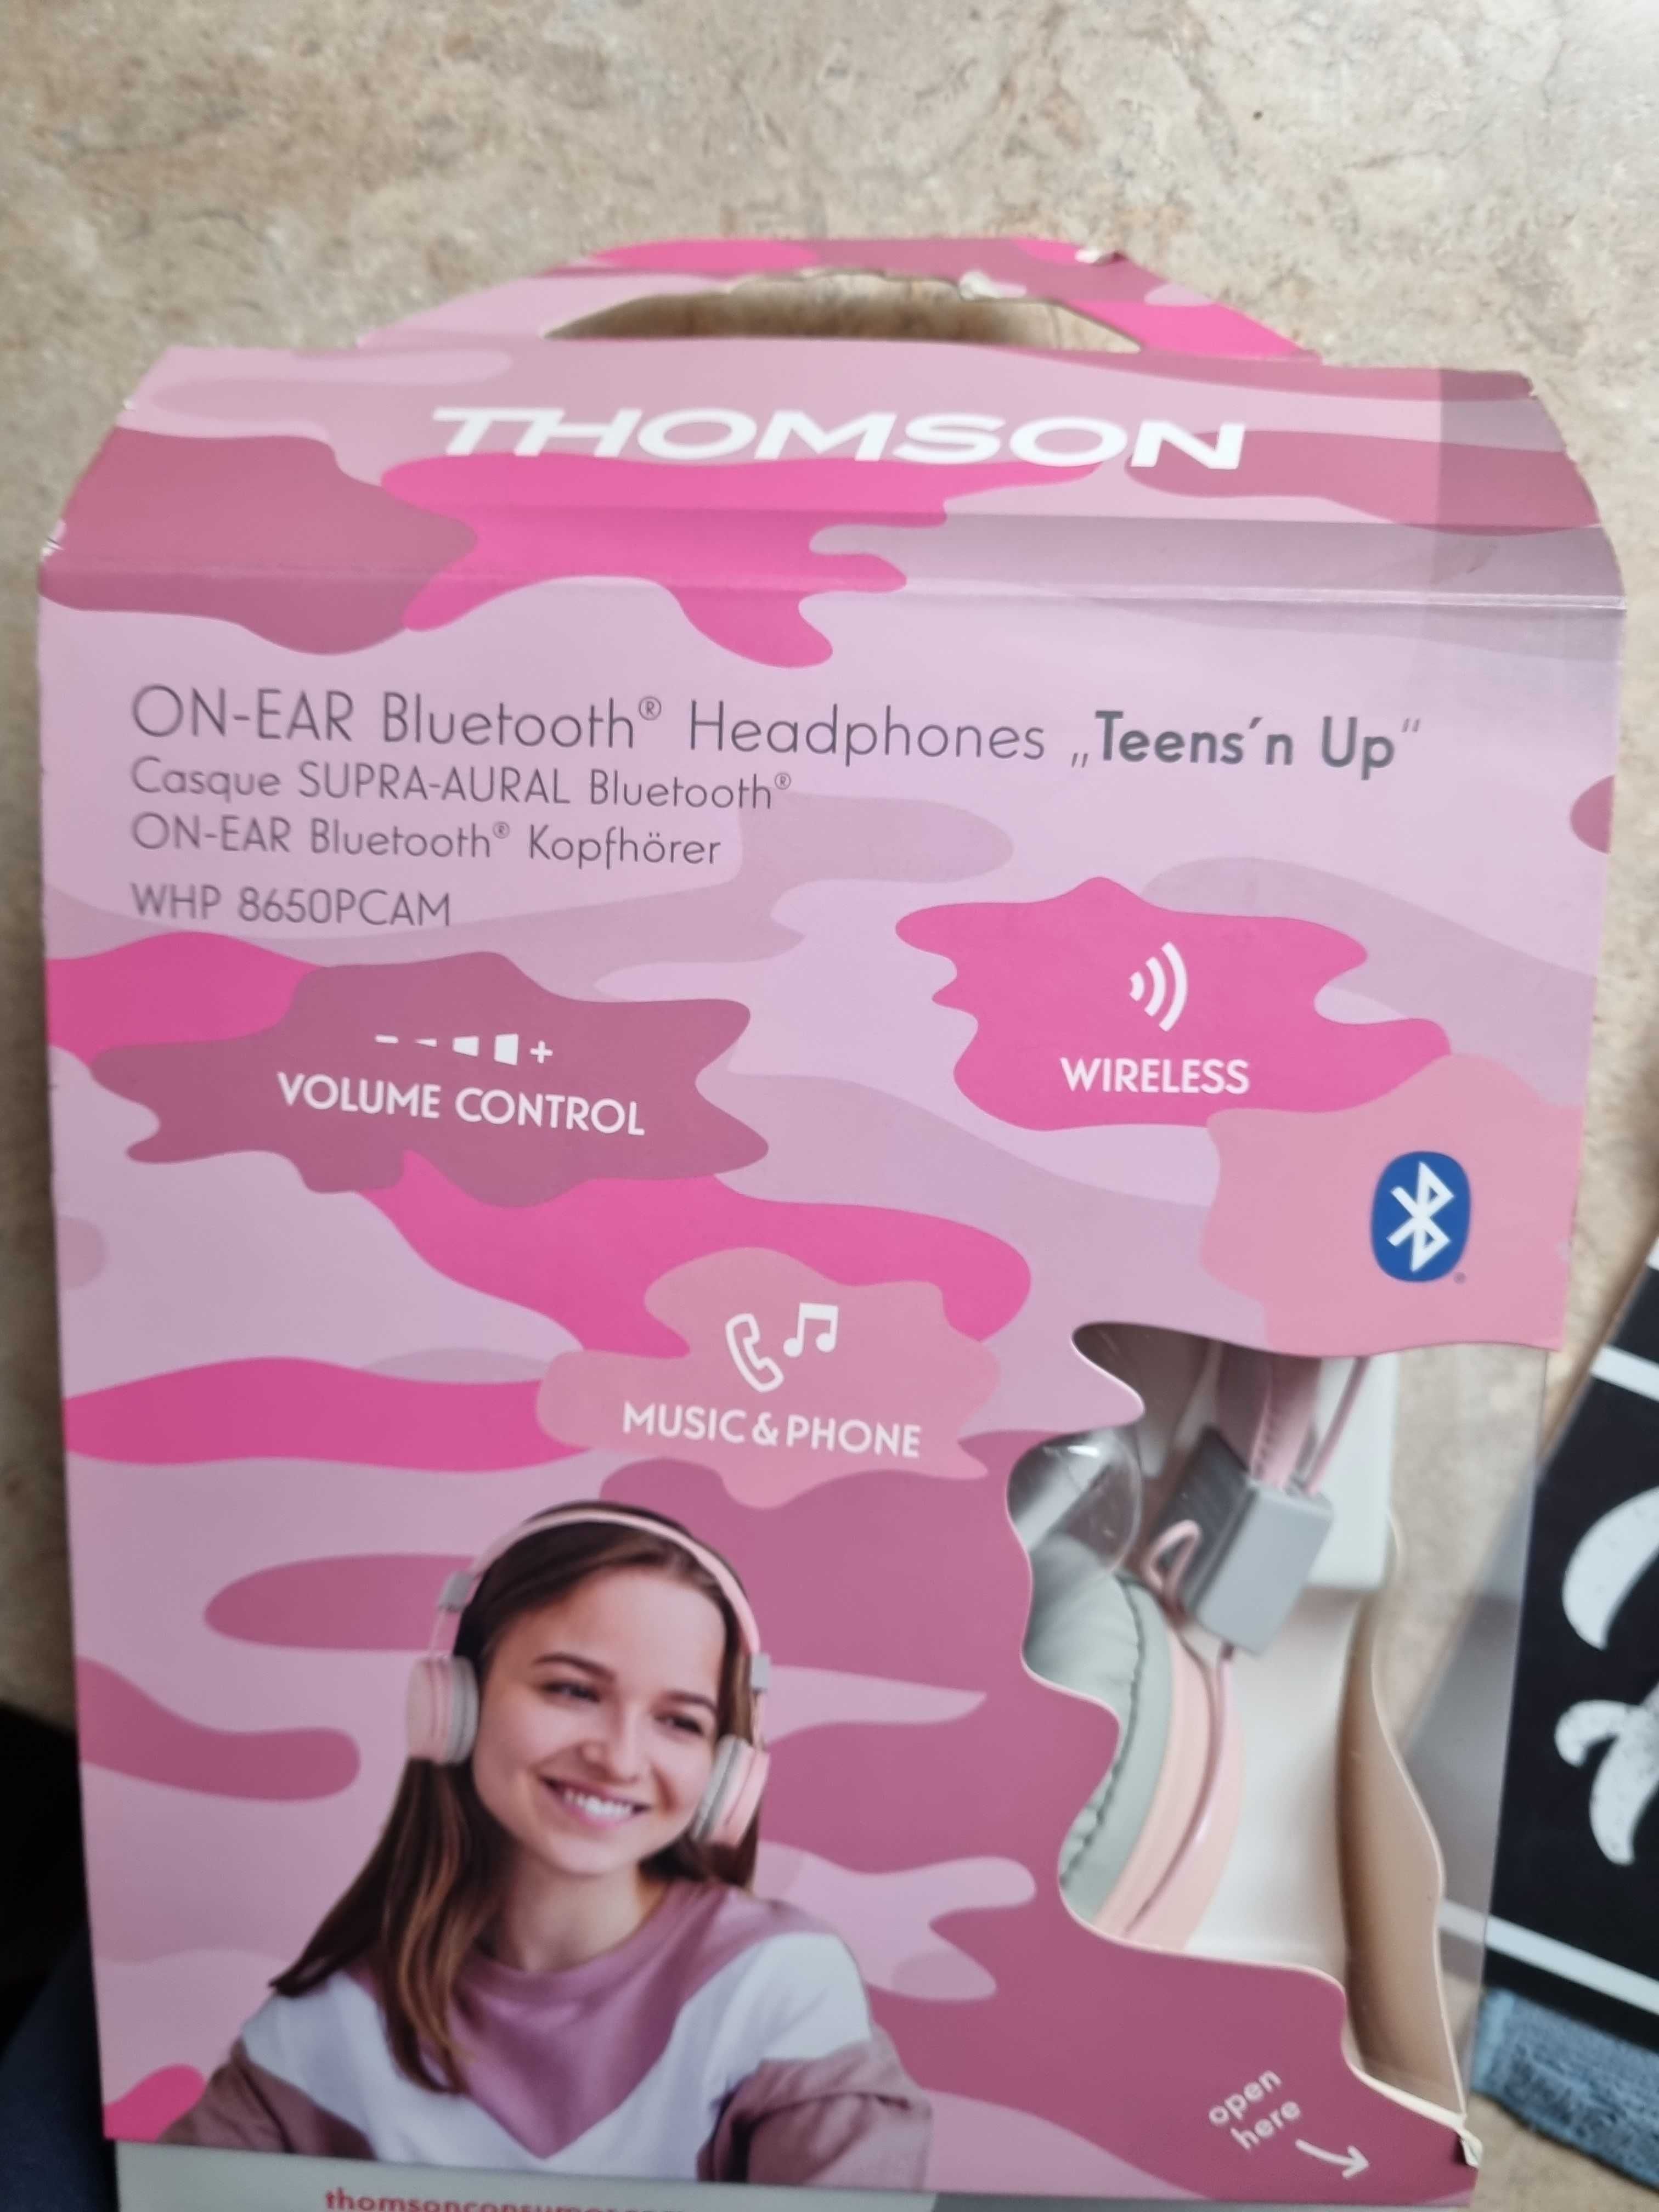 THOMSON
ON-EAR Bluetooth® Headphones „Teens´n Up“
Casque SUPRA-AURAL Bluetooth®
ON-EAR Bluetooth® Kopfhörer
WHP 8650PCAM
WIRELESS
- +
VOLUME CONTROL
®
MUSIC & PHONE
open
here